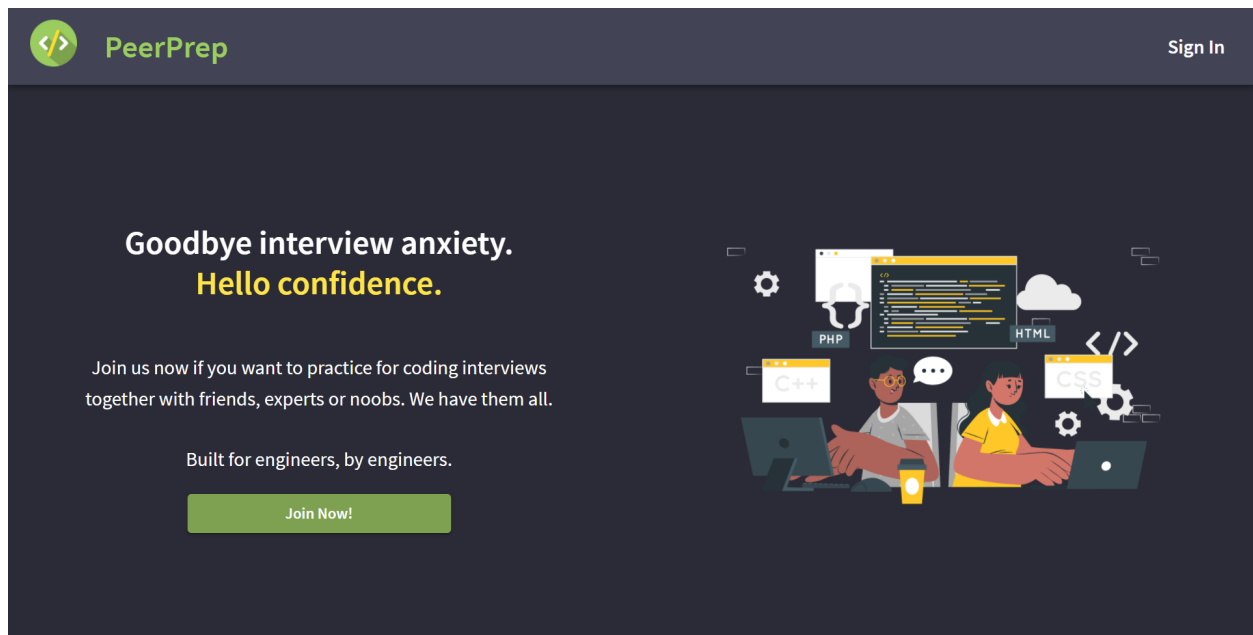 PeerPrep
Sign In
Goodbye interview anxiety.
Hello confidence.
Join us now if you want to practice for coding interviews
together with friends, experts or noobs. We have them all.
Built for engineers, by engineers.
Join Now!
</>
{}
PHP
HTML
</>
C++
CSS